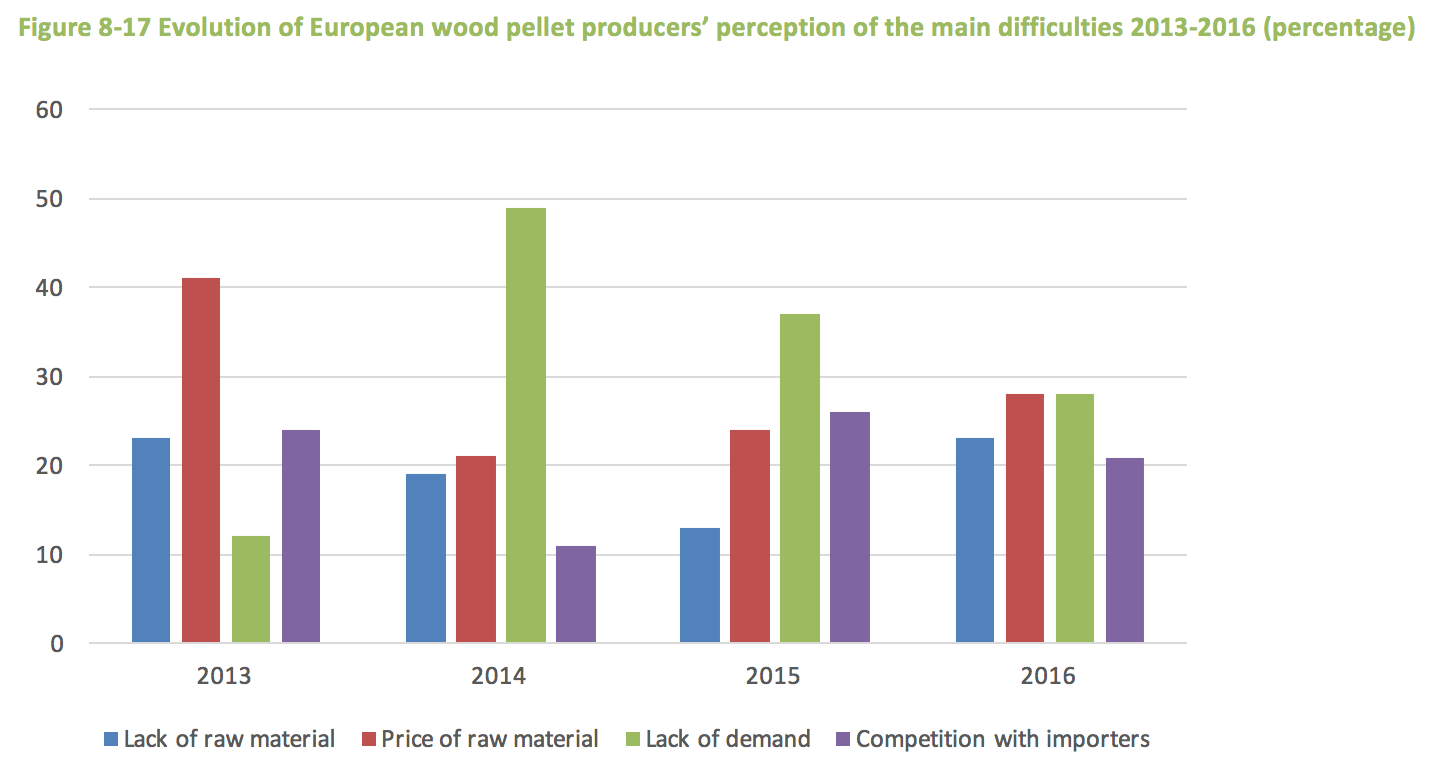 Figure 8-17 Evolution of European wood pellet producers’ perception of the main difficulties 2013-2016 (percentage)
60
50
40
30
20
10
0
2013 2014 2015 2016
Lack of raw material Price of raw material Lack of demand Competition with importers